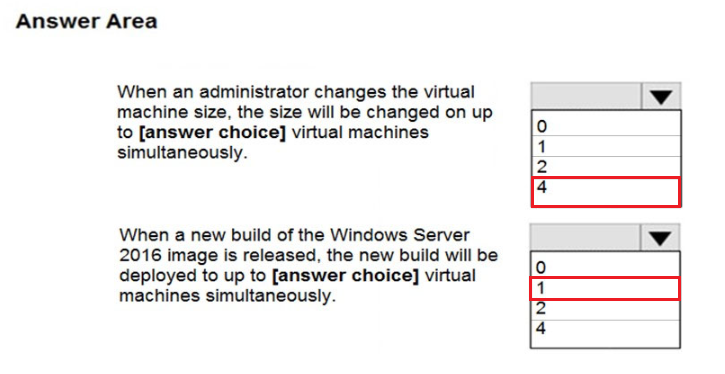 Answer Area
When an administrator changes the virtual
machine size, the size will be changed on up
to [answer choice] virtual machines
simultaneously.
0
1
2
4
When a new build of the Windows Server
2016 image is released, the new build will be
deployed to up to [answer choice] virtual
machines simultaneously.
0
1
2
4